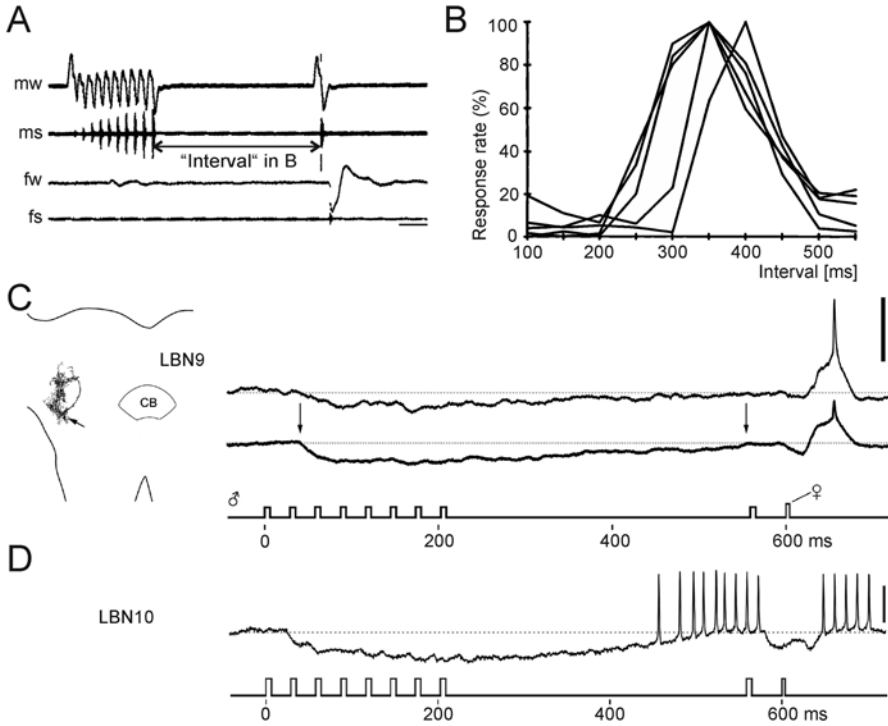 A
mw
ms
"Interval" in B
fw
fs
B
Response rate (%)
100
80
60
40
20
0
100 200 300 400 500
Interval [ms]
C
LBN9
CB
♂
♀
0 200 400 600 ms
D
LBN10
0 200 400 600 ms